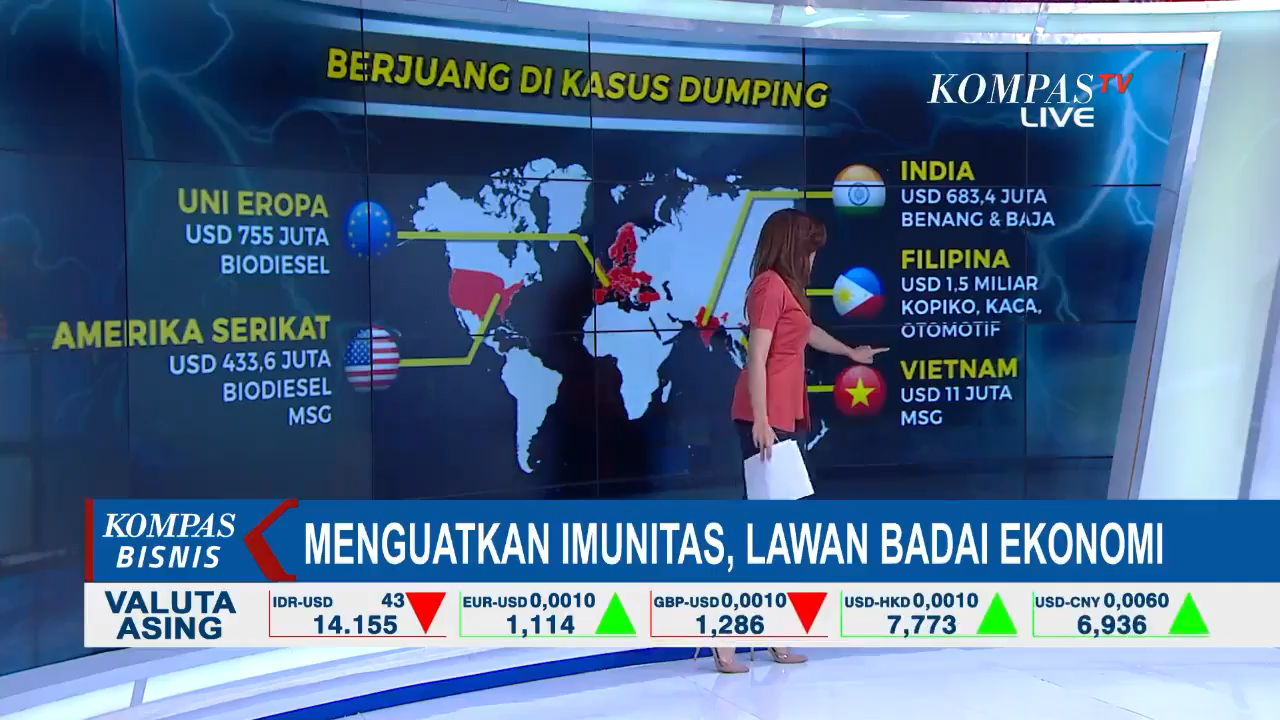 BERJUANG DI KASUS DUMPING
KOMPASTV
LIVE
UNI EROPA
USD 755 JUTA
BIODIESEL
AMERIKA SERIKAT
USD 433,6 JUTA
BIODIESEL
MSG
INDIA
USD 683,4 JUTA
BENANG & BAJA
FILIPINA
USD 1,5 MILIAR
KOPIKO, KACA,
OTOMOTIF
VIETNAM
USD 11 JUTA
MSG
KOMPAS
BISNIS
MENGUATKAN IMUNITAS, LAWAN BADAI EKONOMI
VALUTA
ASING
IDR-USD 43
14.155
EUR-USD 0,0010
1,114
GBP-USD 0,0010
1,286
USD-HKD 0,0010
7,773
USD-CNY 0,0060
6,936